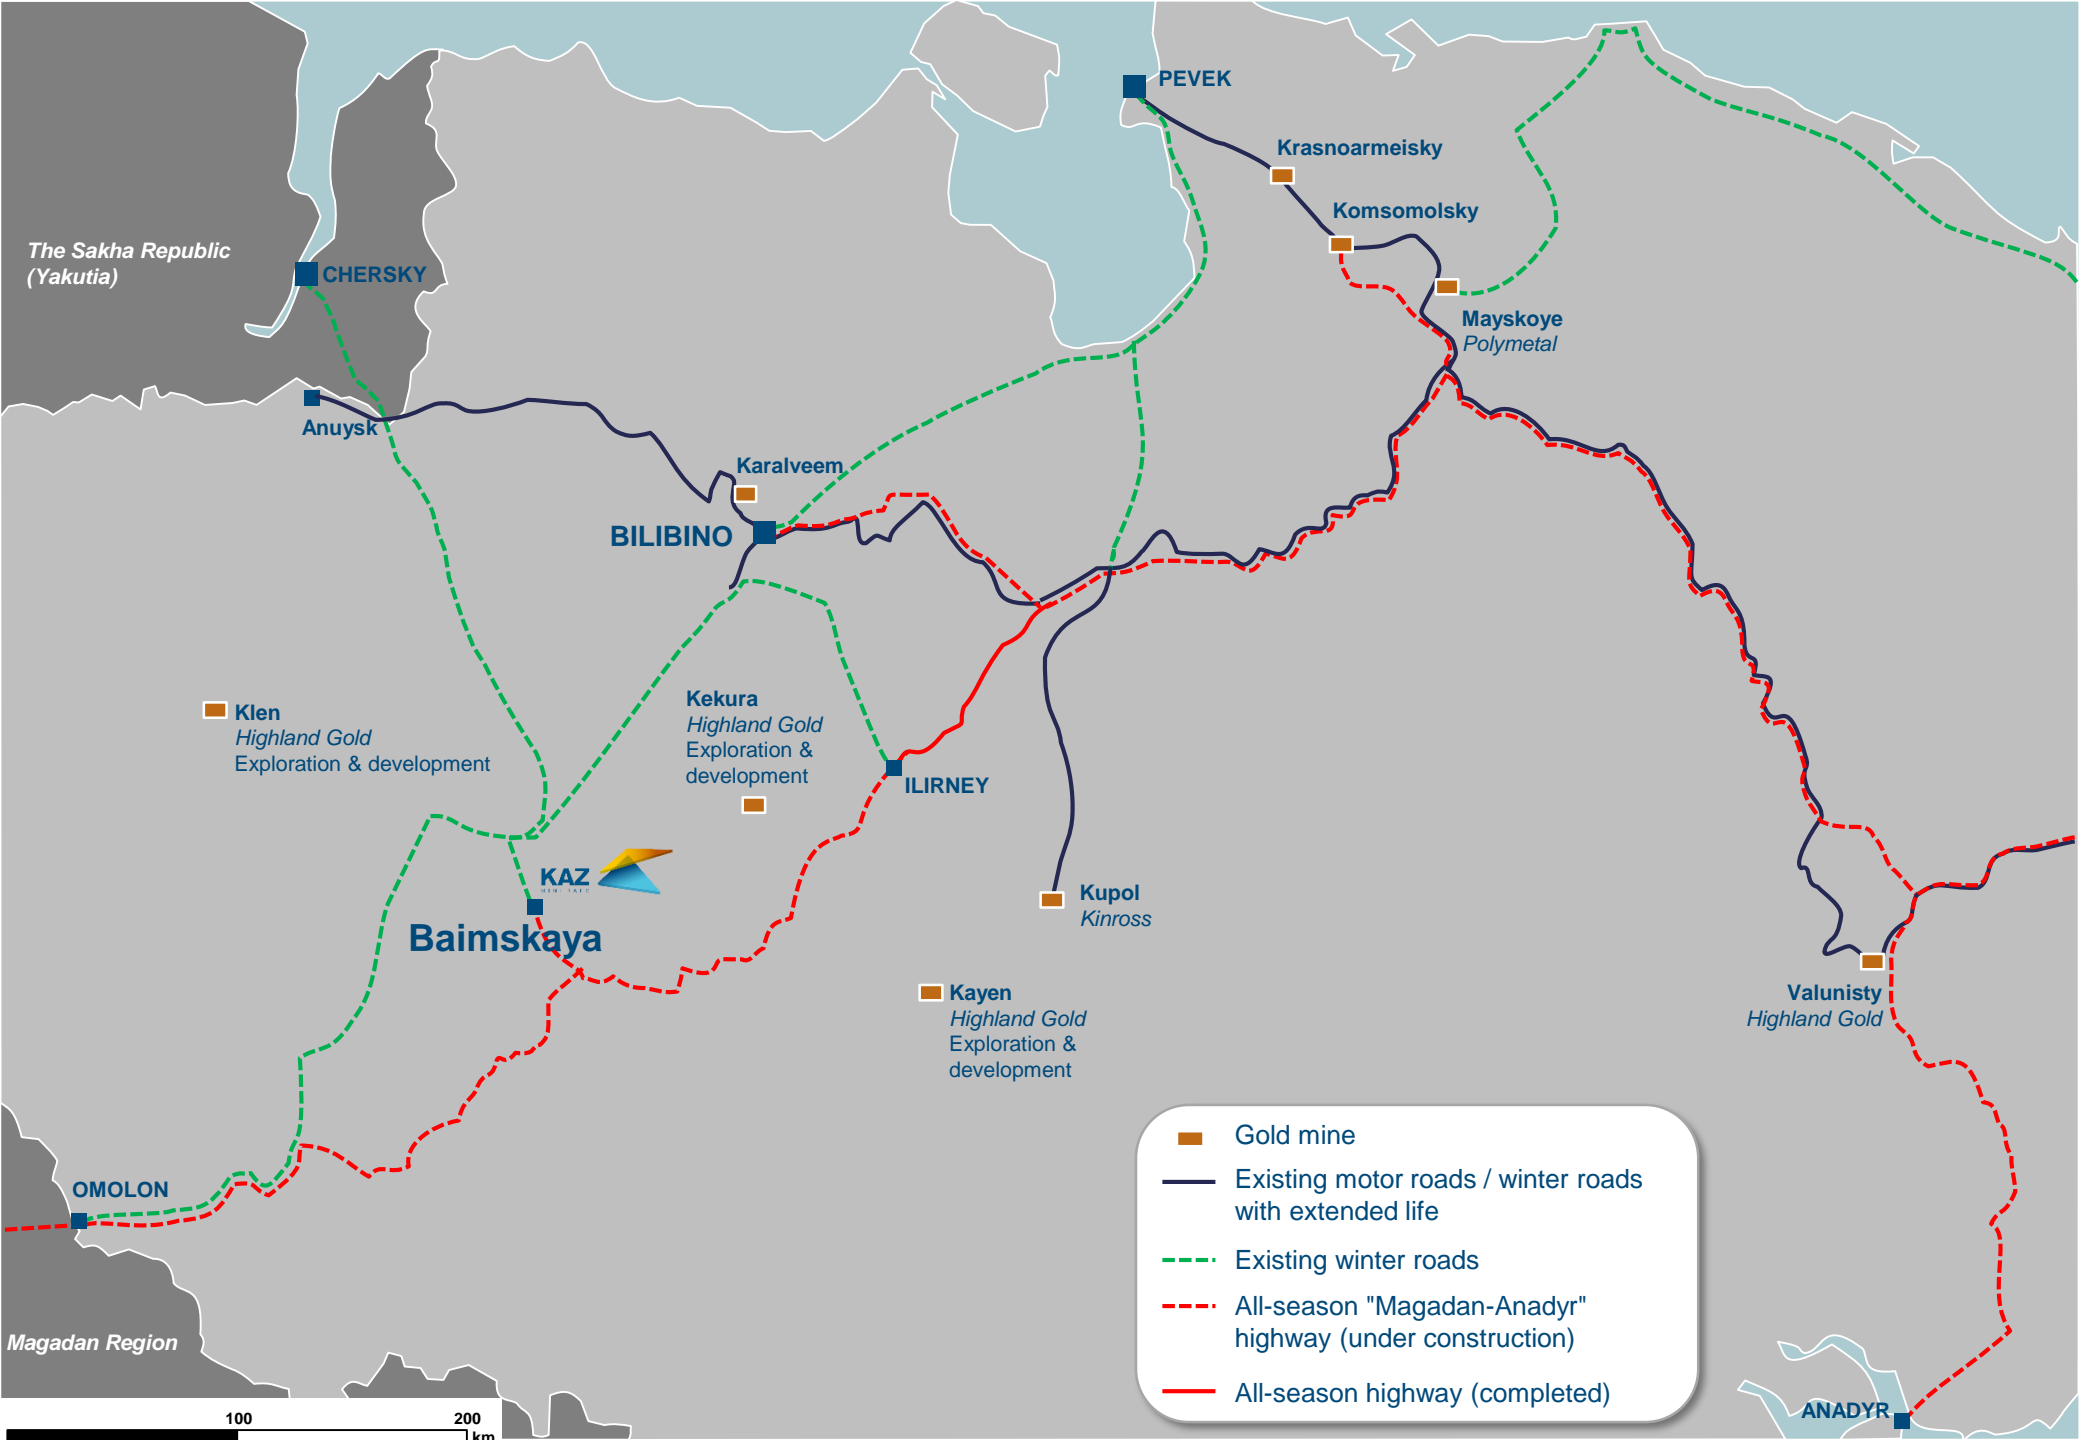 PEVEK
Krasnoarmeisky
Komsomolsky
The Sakha Republic
(Yakutia)
CHERSKY
Mayskoye
Polymetal
Anuysk
Karalveem
BILIBINO
Kekura
Highland Gold
Exploration &
development
Klen
Highland Gold
Exploration & development
ILIRNEY
KAZ
Baimskaya
Kupol
Kinross
Kayen
Highland Gold
Exploration &
development
Valunisty
Highland Gold
OMOLON
Magadan Region
Gold mine
Existing motor roads / winter roads
with extended life
Existing winter roads
All-season "Magadan-Anadyr"
highway (under construction)
All-season highway (completed)
ANADYR
100
200
km